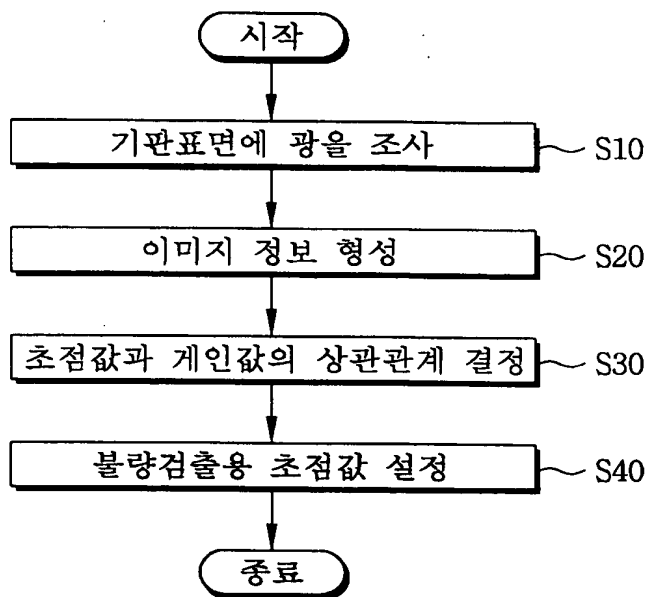 시작
기판표면에 광을 조사
S10
이미지 정보 형성
S20
초점값과 게인값의 상관관계 결정
S30
불량검출용 초점값 설정
S40
종료